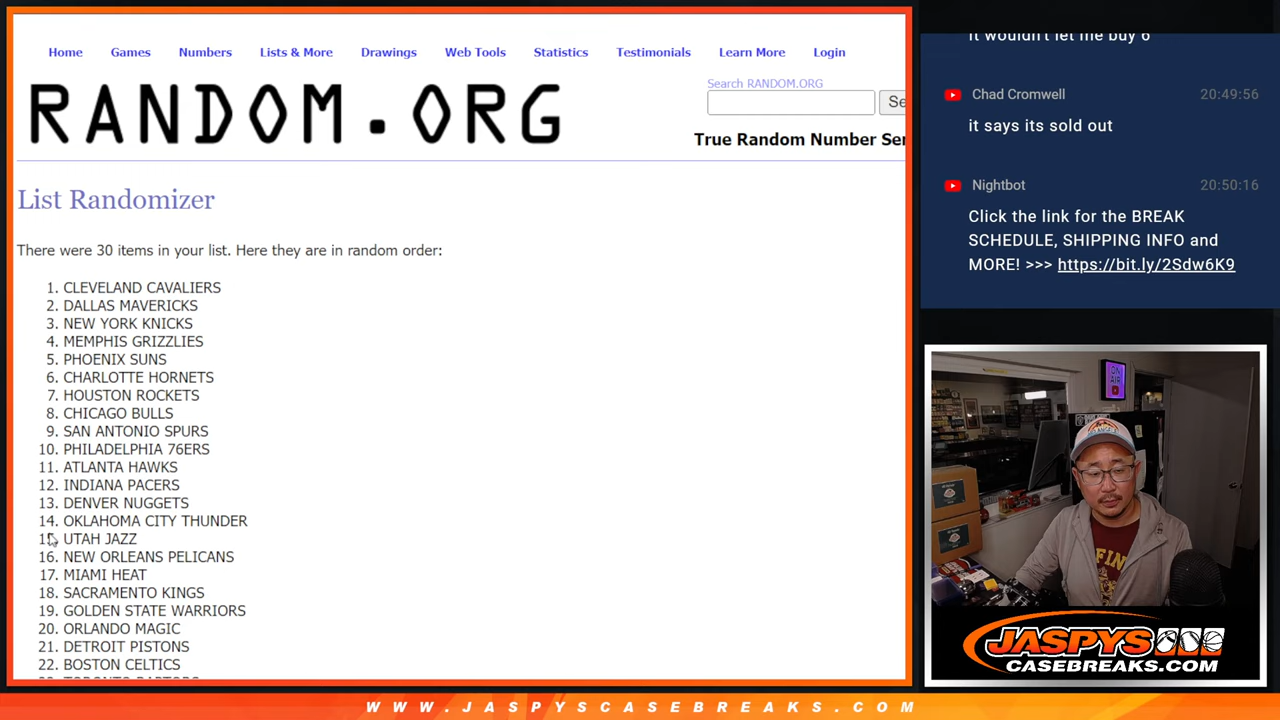 Home Games Numbers Lists & More Drawings Web Tools Statistics Testimonials Learn More Login
Search RANDOM.ORG
RANDOM.ORG
Se
True Random Number Ser
List Randomizer
There were 30 items in your list. Here they are in random order:
1. CLEVELAND CAVALIERS
2. DALLAS MAVERICKS
3. NEW YORK KNICKS
4. MEMPHIS GRIZZLIES
5. PHOENIX SUNS
6. CHARLOTTE HORNETS
7. HOUSTON ROCKETS
8. CHICAGO BULLS
9. SAN ANTONIO SPURS
10. PHILADELPHIA 76ERS
11. ATLANTA HAWKS
12. INDIANA PACERS
13. DENVER NUGGETS
14. OKLAHOMA CITY THUNDER
15. UTAH JAZZ
16. NEW ORLEANS PELICANS
17. MIAMI HEAT
18. SACRAMENTO KINGS
19. GOLDEN STATE WARRIORS
20. ORLANDO MAGIC
21. DETROIT PISTONS
22. BOSTON CELTICS
it wouldn't let me buy 6
Chad Cromwell 20:49:56
it says its sold out
Nightbot 20:50:16
Click the link for the BREAK
SCHEDULE, SHIPPING INFO and
MORE! >>> https://bit.ly/2Sdw6K9
ON
AIR
JASPYS
CASEBREAKS.COM
WWW.JASPYSCASEBREAKS.COM